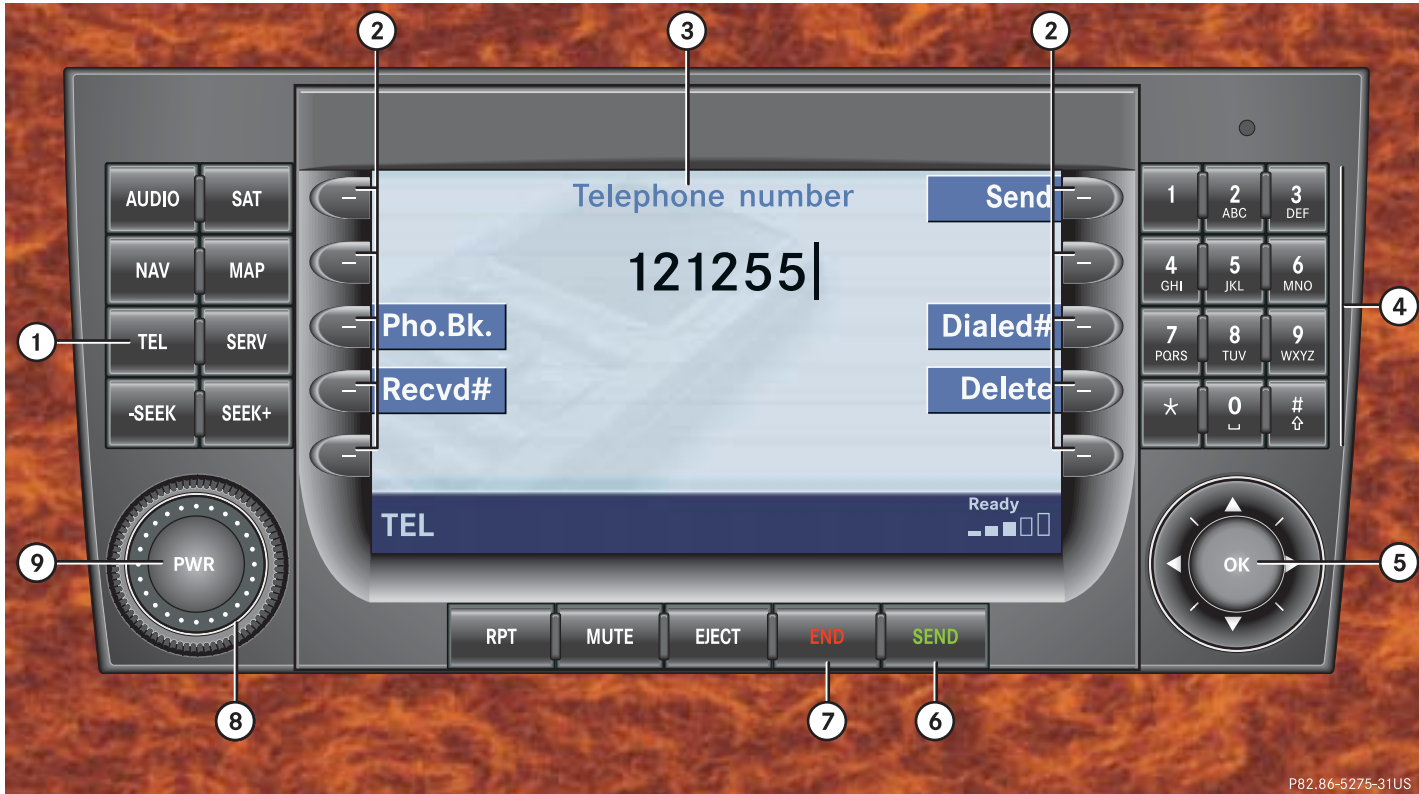 2
3
2
AUDIO SAT
NAV MAP
TEL SERV
-SEEK SEEK+
1
PWR
9
8
Telephone number
Send
121255
Pho.Bk.
Dialed#
Recvd#
Delete
TEL
Ready
1
2 ABC
3 DEF
4 GHI
5 JKL
6 MNO
7 PQRS
8 TUV
9 WXYZ
*
0
#
4
OK
5
RPT MUTE EJECT END SEND
7
6
P82.86-5275-31US